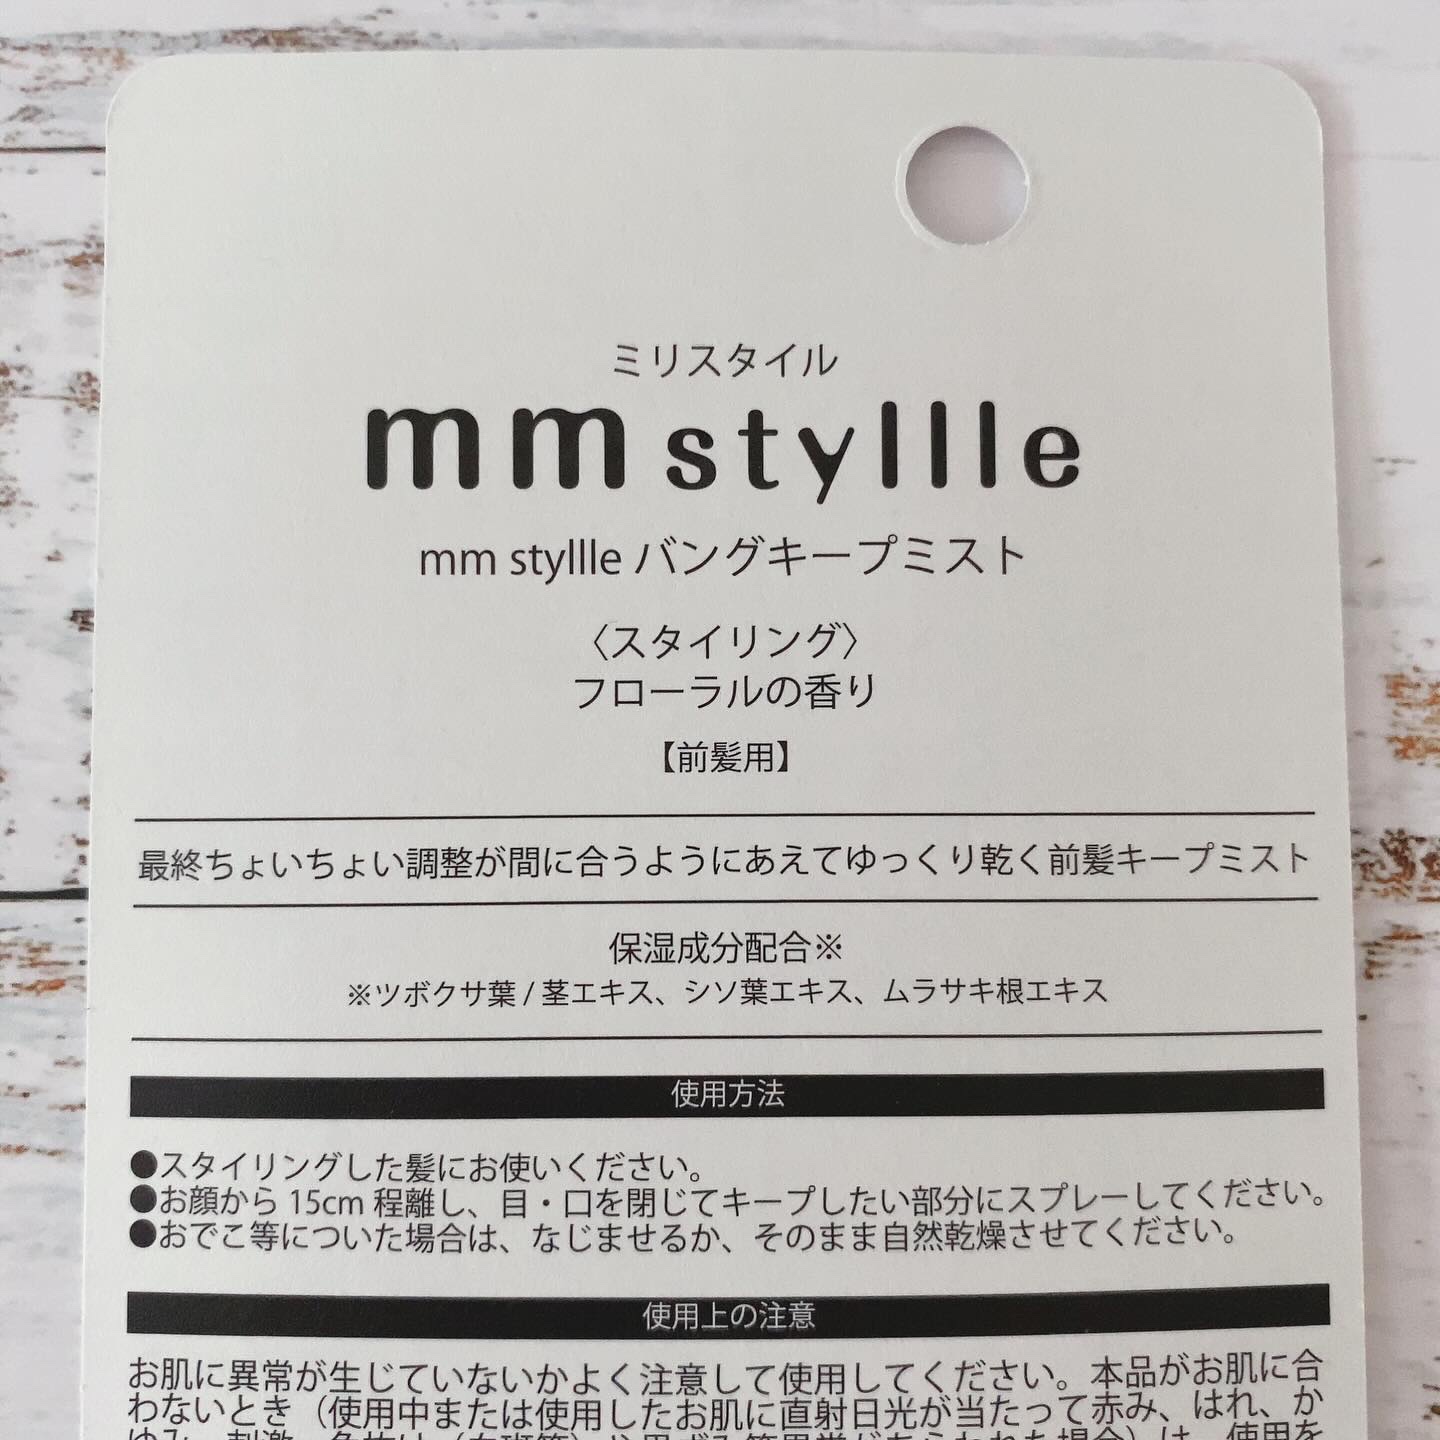 ミリスタイル
mm styllle
mm styllle バングキープミスト
〈スタイリング〉
フローラルの香り
【前髪用】
最終ちょいちょい調整が間に合うようにあえてゆっくり乾く前髪キープミスト
保湿成分配合※
※ツボクサ葉 / 茎エキス、シソ葉エキス、ムラサキ根エキス
使用方法
●スタイリングした髪にお使いください。
●お顔から 15cm 程離し、目・口を閉じてキープしたい部分にスプレーしてください。
●おでこ等についた場合は、なじませるか、そのまま自然乾燥させてください。
使用上の注意
お肌に異常が生じていないかよく注意して使用してください。本品がお肌に合
わないとき（使用中または使用したお肌に直射日光が当たって赤み、はれ、か